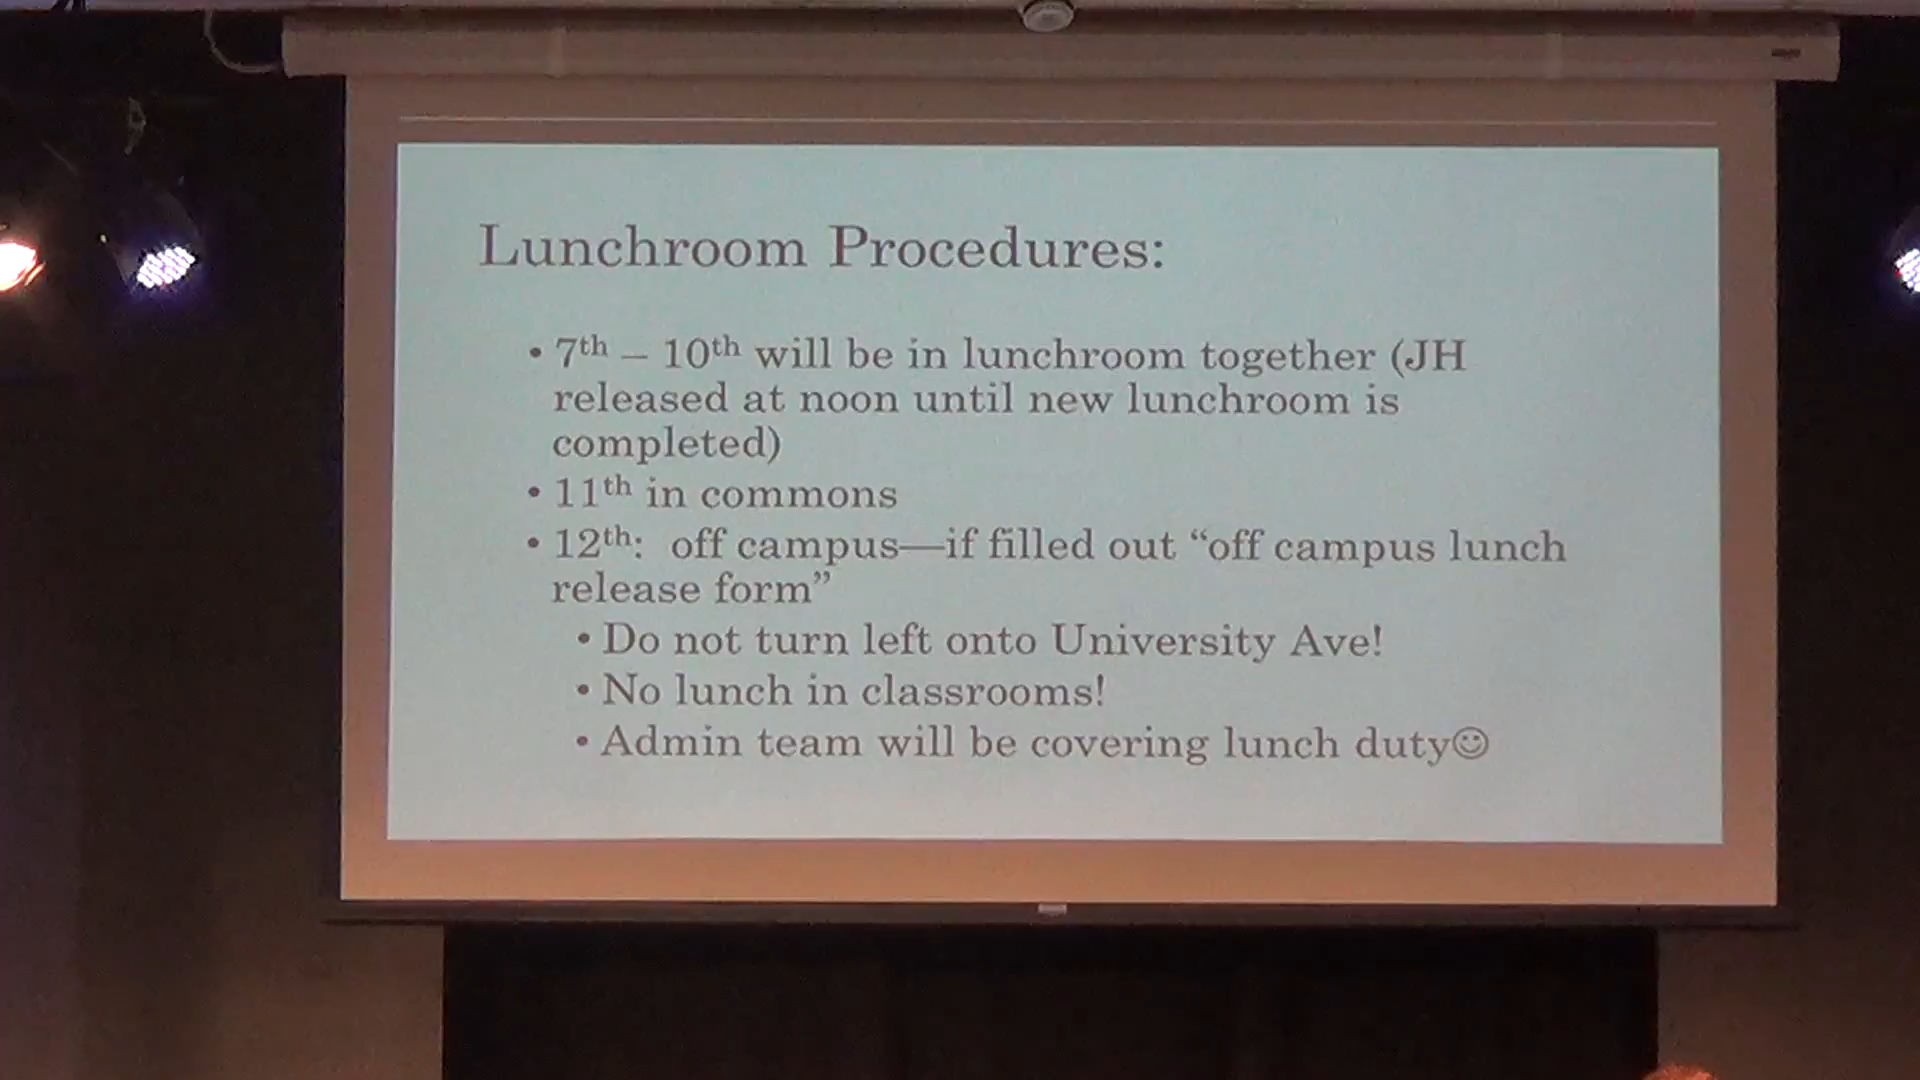 Lunchroom Procedures:
• 7th – 10th will be in lunchroom together (JH
released at noon until new lunchroom is
completed)
• 11th in commons
• 12th:  off campus—if filled out “off campus lunch
release form”
• Do not turn left onto University Ave!
• No lunch in classrooms!
• Admin team will be covering lunch duty☺